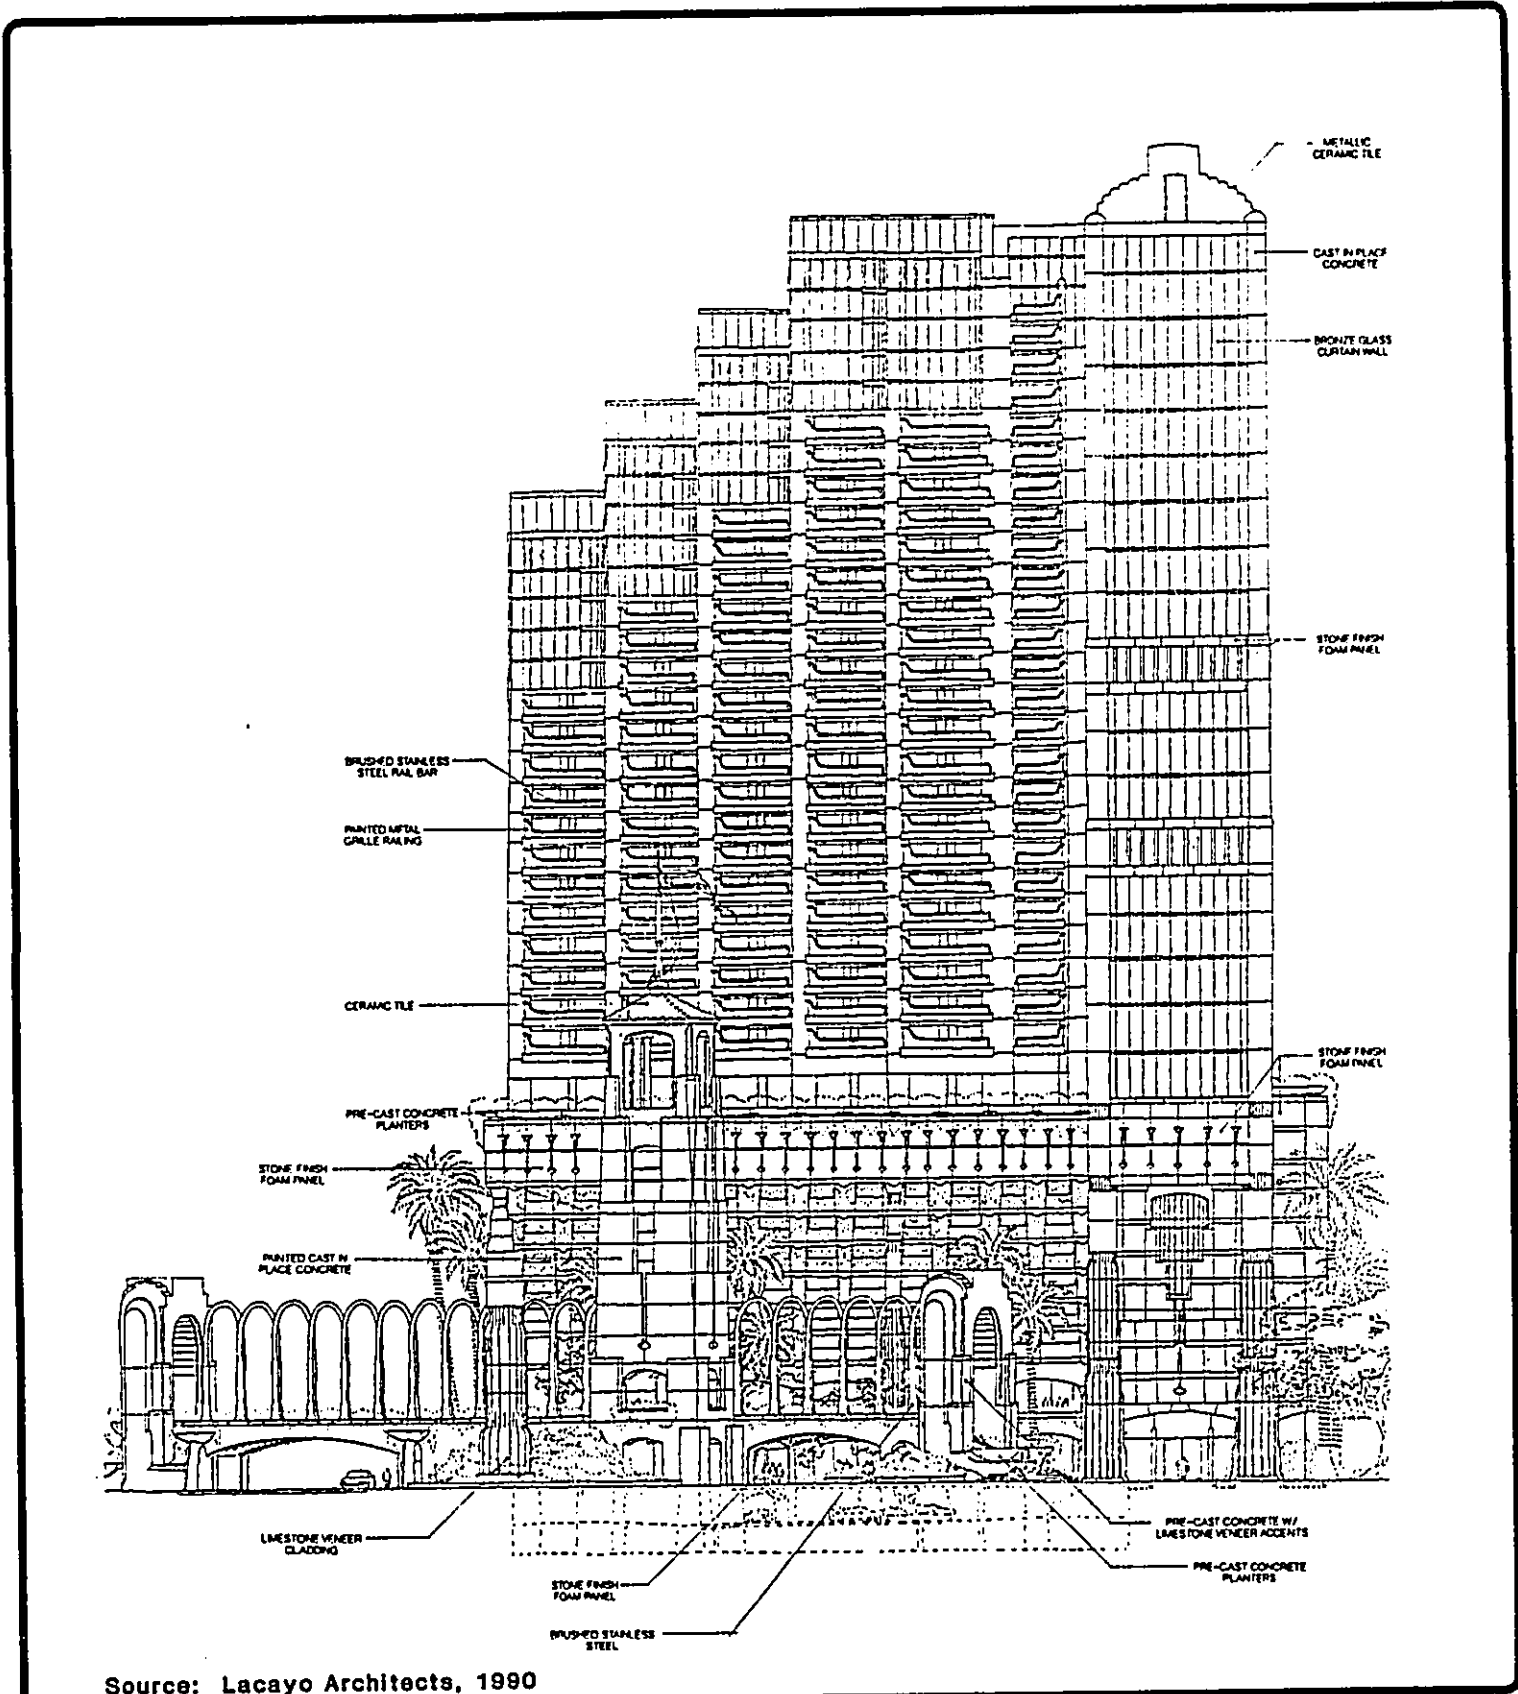 METALLIC
CERAMIC TILE
CAST IN PLACE
CONCRETE
BRONZE GLASS
CURTAIN WALL
STONE FINISH
FOAM PANEL
BRUSHED STAINLESS
STEEL RAIL BAR
PAINTED METAL
GRILLE RAILING
CERAMIC TILE
STONE FINISH
FOAM PANEL
PRE-CAST CONCRETE
PLANTERS
STONE FINISH
FOAM PANEL
PAINTED CAST IN
PLACE CONCRETE
LIMESTONE VENEER
CLADDING
PRE-CAST CONCRETE W/
LIMESTONE VENEER ACCENTS
PRE-CAST CONCRETE
PLANTERS
STONE FINISH
FOAM PANEL
BRUSHED STAINLESS
STEEL
Source: Lacayo Architects, 1990